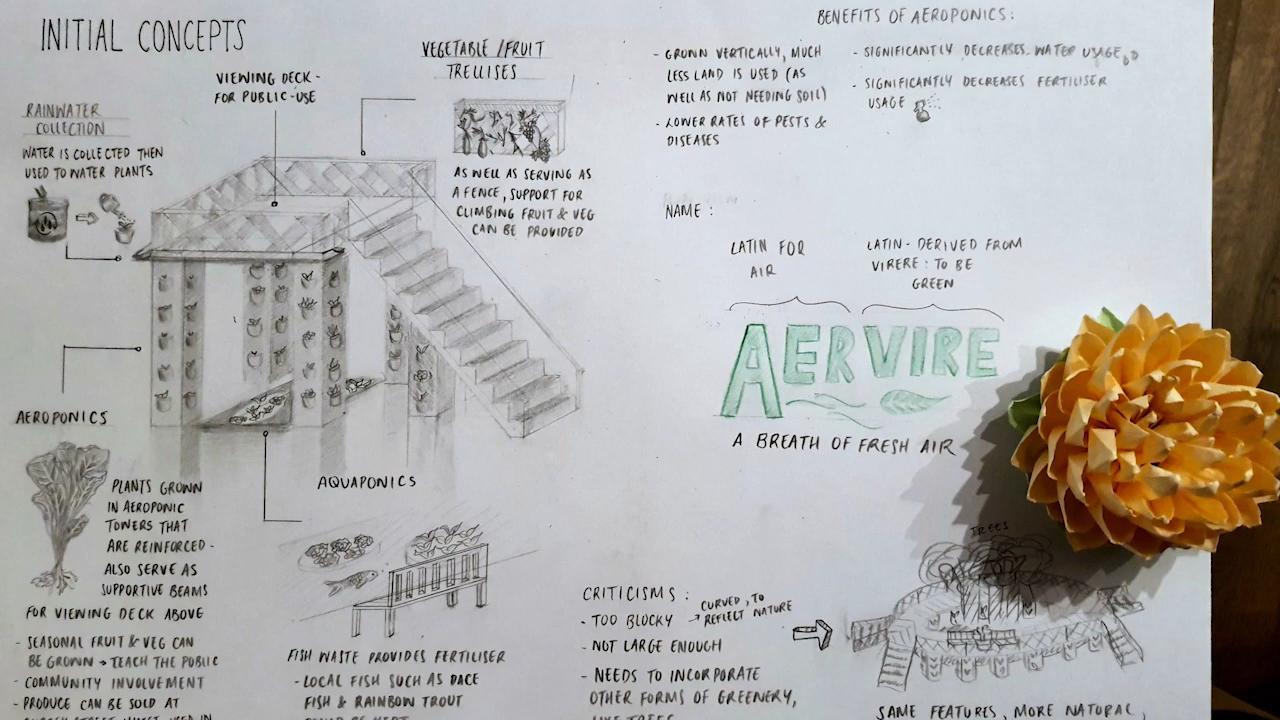 INITIAL CONCEPTS
RAINWATER
COLLECTION
WATER IS COLLECTED THEN
USED TO WATER PLANTS
VIEWING DECK -
FOR PUBLIC-USE
VEGETABLE / FRUIT
TRELLISES
AS WELL AS SERVING AS
A FENCE, SUPPORT FOR
CLIMBING FRUIT & VEG
CAN BE PROVIDED
AEROPONICS
PLANTS GROWN
IN AEROPONIC
TOWERS THAT
ARE REINFORCED -
ALSO SERVE AS
SUPPORTIVE BEAMS
FOR VIEWING DECK ABOVE
- SEASONAL FRUIT & VEG CAN
BE GROWN → TEACH THE PUBLIC
- COMMUNITY INVOLVEMENT
- PRODUCE CAN BE SOLD AT
AQUAPONICS
FISH WASTE PROVIDES FERTILISER
- LOCAL FISH SUCH AS DACE
FISH & RAINBOW TROUT
BENEFITS OF AEROPONICS:
- GROWN VERTICALLY, MUCH
LESS LAND IS USED (AS
WELL AS NOT NEEDING SOIL)
- LOWER RATES OF PESTS &
DISEASES
- SIGNIFICANTLY DECREASES WATER USAGE
- SIGNIFICANTLY DECREASES FERTILISER
USAGE
NAME :
LATIN FOR
AIR
LATIN - DERIVED FROM
VIRERE : TO BE
GREEN
AERVIRE
A BREATH OF FRESH AIR
CRITICISMS :
- TOO BLOCKY → CURVED, TO
REFLECT NATURE
- NOT LARGE ENOUGH
- NEEDS TO INCORPORATE
OTHER FORMS OF GREENERY,
LIKE TREES
TREES
SAME FEATURES, MORE NATURAL,